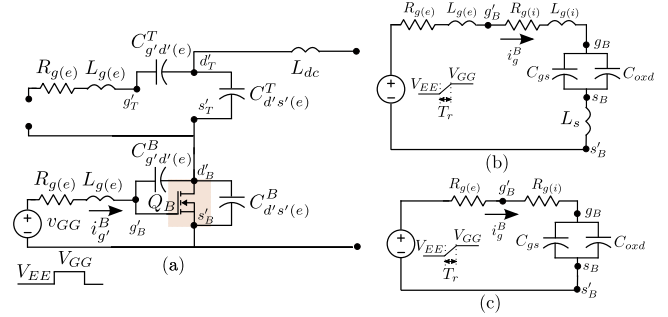 C^T_{g'd'(e)}
d'_T
L_{dc}
R_{g(e)} L_{g(e)}
g'_T
s'_T
C^T_{d's'(e)}
C^B_{g'd'(e)}
d'_B
R_{g(e)} L_{g(e)}
Q_B
s'_B
C^B_{d's'(e)}
v_{GG}
i^B_{g'}
g'_B
V_{GG}
V_{EE}
(a)
R_{g(e)} L_{g(e)} g'_B R_{g(i)} L_{g(i)}
i^B_g
g_B
V_{EE} V_{GG}
T_r
C_{gs} C_{oxd}
s_B
L_s
s'_B
(b)
R_{g(e)} g'_B R_{g(i)}
i^B_g
g_B
V_{EE} V_{GG}
T_r
C_{gs} C_{oxd}
s_B
s'_B
(c)